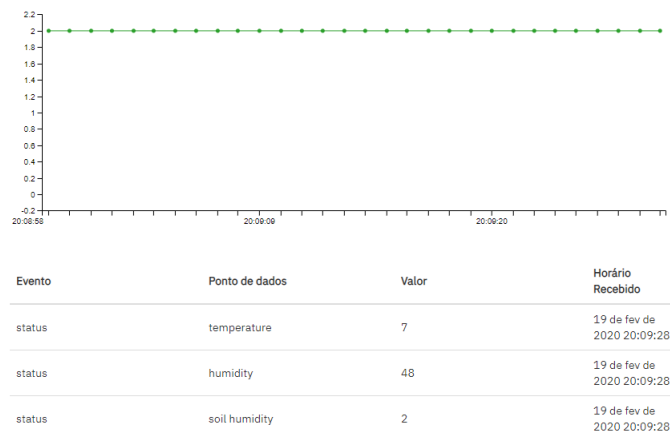 2.2
2
1.8
1.6
1.4
1.2
1
0.8
0.6
0.4
0.2
0
-0.2
20:08:58 20:09:09 20:09:20
Evento Ponto de dados Valor Horário
Recebido
status temperature 7 19 de fev de
2020 20:09:28
status humidity 48 19 de fev de
2020 20:09:28
status soil humidity 2 19 de fev de
2020 20:09:28